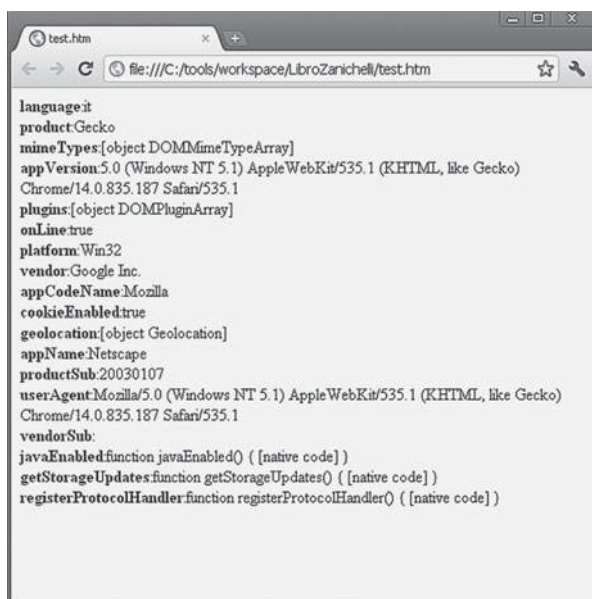 test.htm
file:///C:/tools/workspace/LibroZanichelli/test.htm
language:it
product:Gecko
mimeTypes:[object DOMMimeTypeArray]
appVersion:5.0 (Windows NT 5.1) AppleWebKit/535.1 (KHTML, like Gecko)
Chrome/14.0.835.187 Safari/535.1
plugins:[object DOMPluginArray]
onLine:true
platform:Win32
vendor:Google Inc.
appCodeName:Mozilla
cookieEnabled:true
geolocation:[object Geolocation]
appName:Netscape
productSub:20030107
userAgent:Mozilla/5.0 (Windows NT 5.1) AppleWebKit/535.1 (KHTML, like Gecko)
Chrome/14.0.835.187 Safari/535.1
vendorSub:
javaEnabled:function javaEnabled() { [native code] }
getStorageUpdates:function getStorageUpdates() { [native code] }
registerProtocolHandler:function registerProtocolHandler() { [native code] }